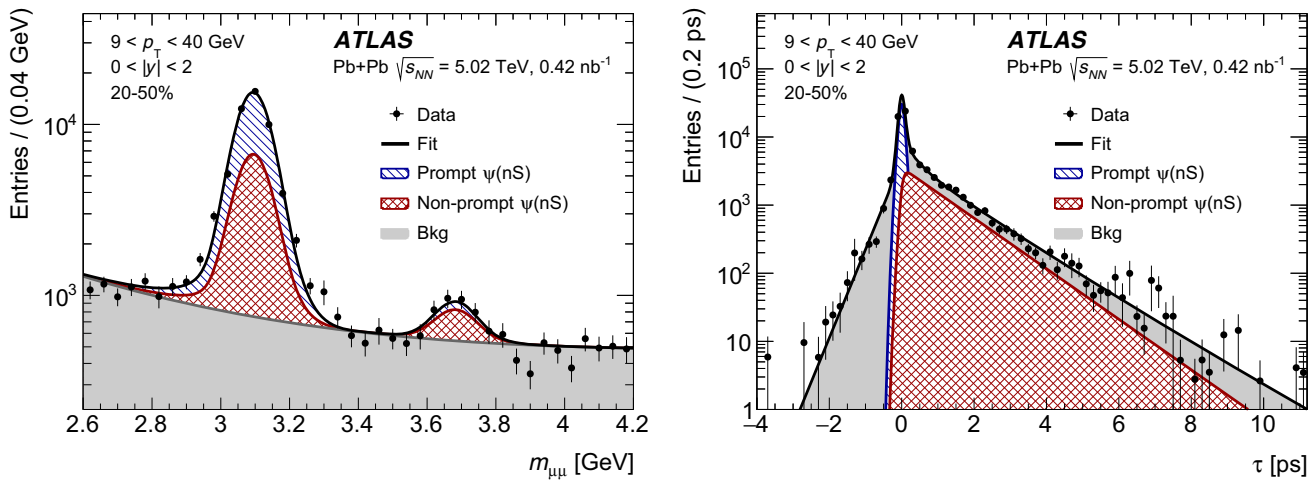 Entries / (0.04 GeV)
9 < p_T < 40 GeV
0 < |y| < 2
20-50%
ATLAS
Pb+Pb √s_NN = 5.02 TeV, 0.42 nb⁻¹
Data
Fit
Prompt ψ(nS)
Non-prompt ψ(nS)
Bkg
10⁴
10³
2.6 2.8 3 3.2 3.4 3.6 3.8 4 4.2
m_μμ [GeV]
Entries / (0.2 ps)
9 < p_T < 40 GeV
0 < |y| < 2
20-50%
ATLAS
Pb+Pb √s_NN = 5.02 TeV, 0.42 nb⁻¹
Data
Fit
Prompt ψ(nS)
Non-prompt ψ(nS)
Bkg
10⁵
10⁴
10³
10²
10
1
−4 −2 0 2 4 6 8 10
τ [ps]